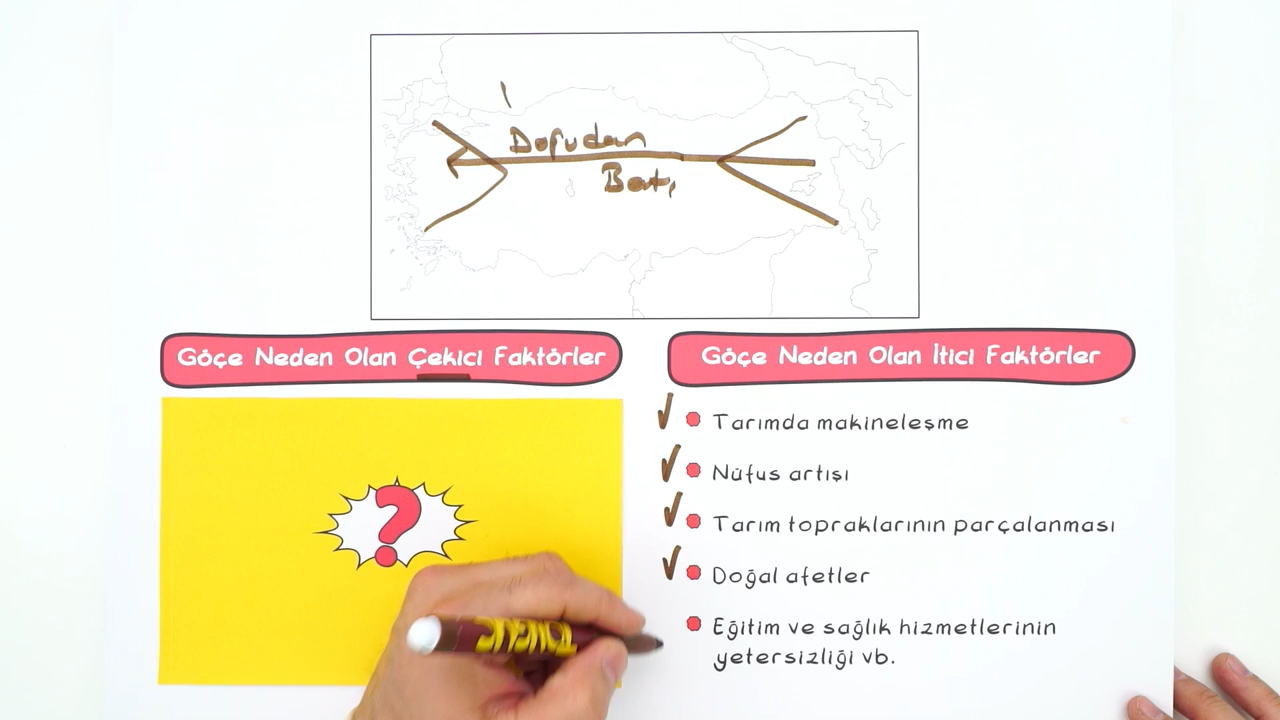 Doğudan
Batı
Göçe Neden Olan Çekici Faktörler
Göçe Neden Olan İtici Faktörler
Tarımda makineleşme
Nüfus artışı
Tarım topraklarının parçalanması
Doğal afetler
Eğitim ve sağlık hizmetlerinin
yetersizliği vb.
?